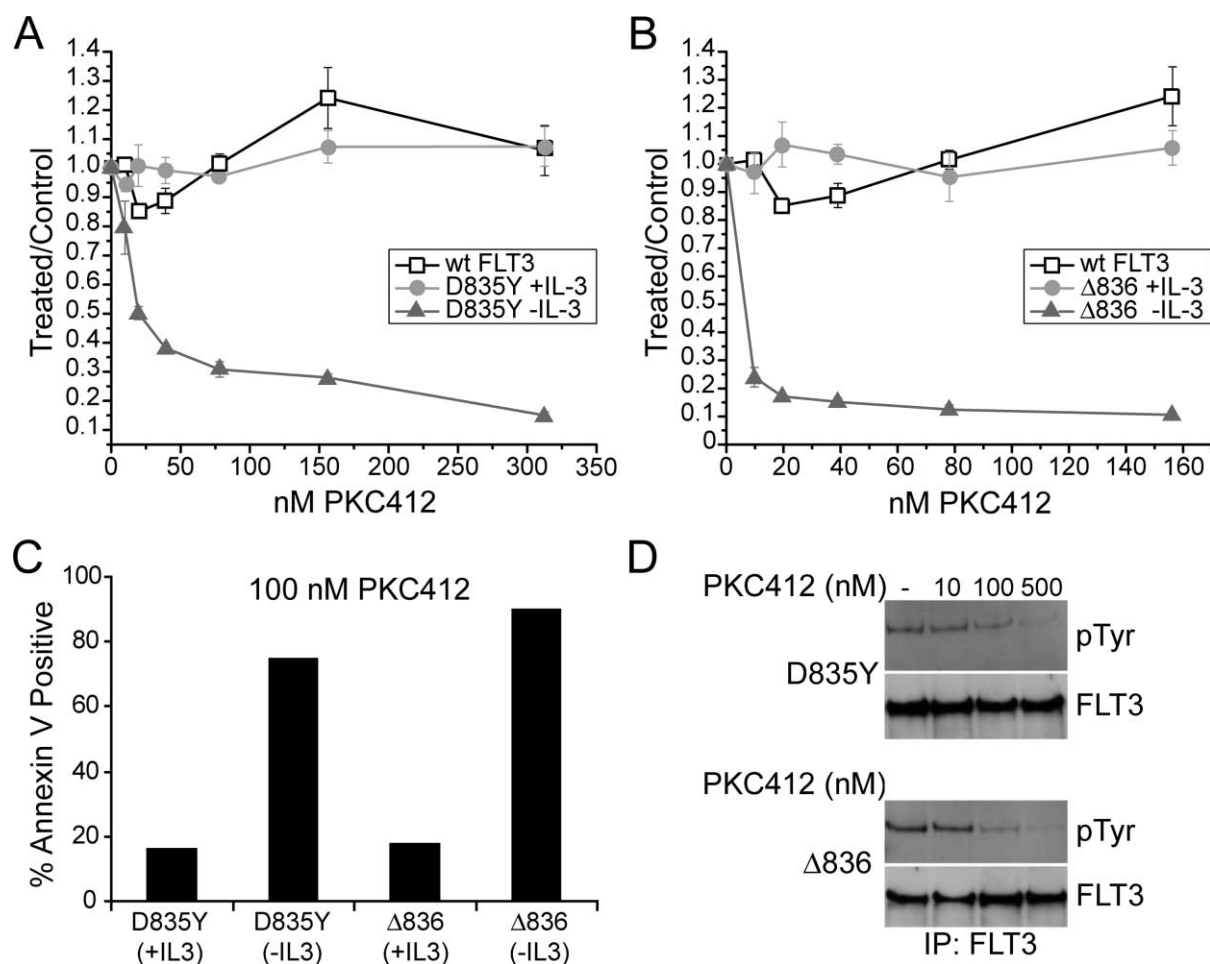 A
1.4
1.3
1.2
1.1
1.0
0.9
0.8
0.7
0.6
0.5
0.4
0.3
0.2
0.1
0
Treated/Control
wt FLT3
D835Y +IL-3
D835Y -IL-3
0 50 100 150 200 250 300 350
nM PKC412
B
1.4
1.3
1.2
1.1
1.0
0.9
0.8
0.7
0.6
0.5
0.4
0.3
0.2
0.1
0
Treated/Control
wt FLT3
Δ836 +IL-3
Δ836 -IL-3
0 20 40 60 80 100 120 140 160
nM PKC412
C
100 nM PKC412
100
80
60
40
20
0
% Annexin V Positive
D835Y D835Y Δ836 Δ836
(+IL3) (-IL3) (+IL3) (-IL3)
D
PKC412 (nM) - 10 100 500
pTyr
D835Y
FLT3
PKC412 (nM)
pTyr
Δ836
FLT3
IP: FLT3